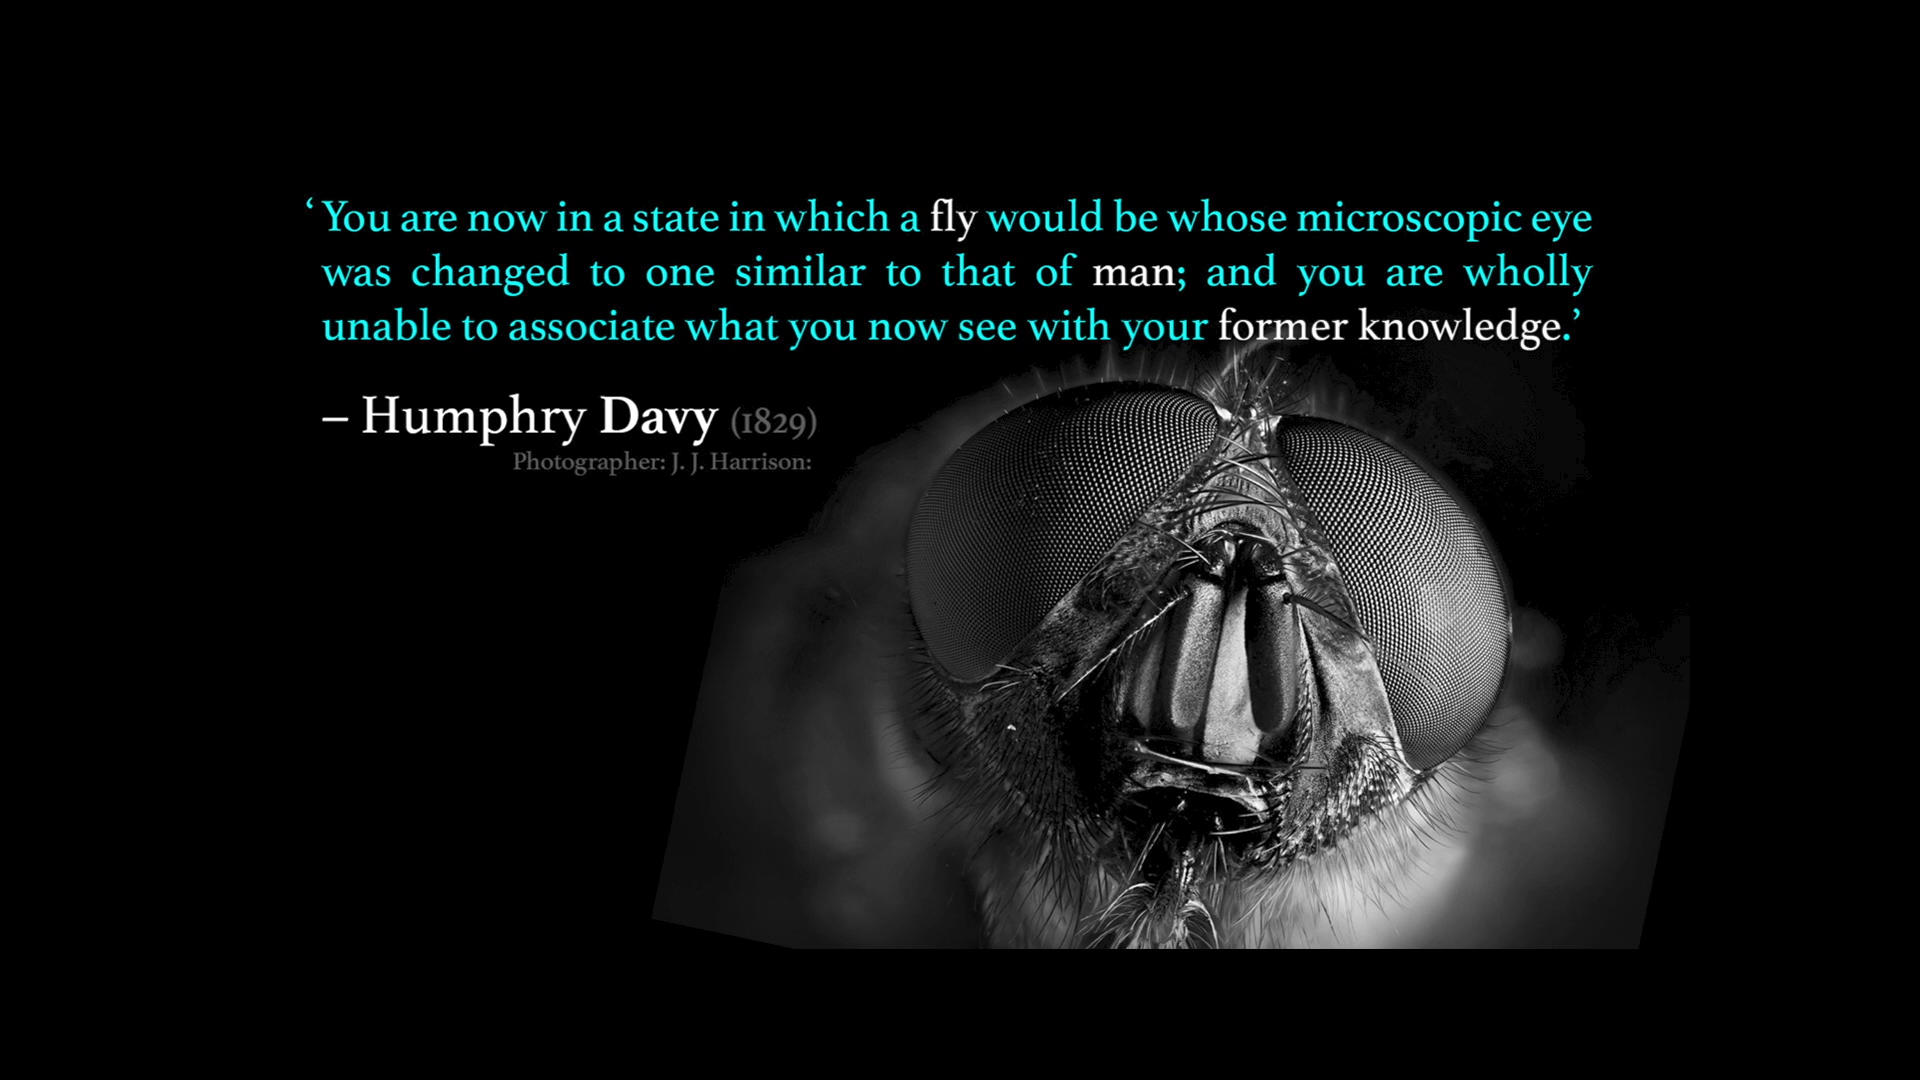 ‘You are now in a state in which a fly would be whose microscopic eye
was changed to one similar to that of man; and you are wholly
unable to associate what you now see with your former knowledge.’
– Humphry Davy (1829)
Photographer: J. J. Harrison: